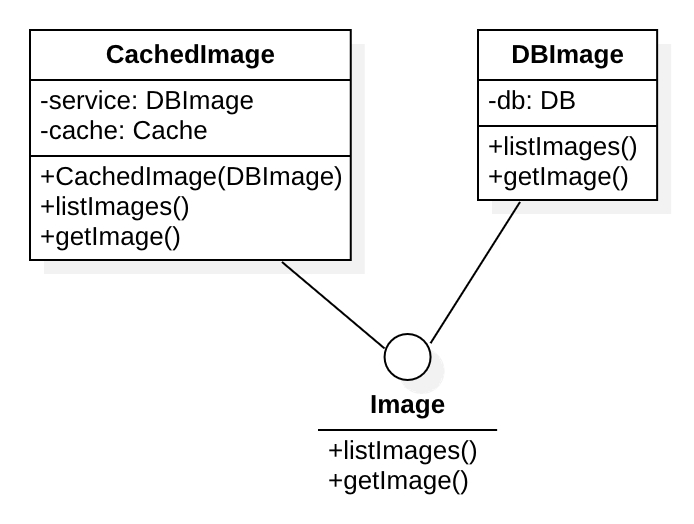 CachedImage
-service: DBImage
-cache: Cache
+CachedImage(DBImage)
+listImages()
+getImage()
DBImage
-db: DB
+listImages()
+getImage()
Image
+listImages()
+getImage()